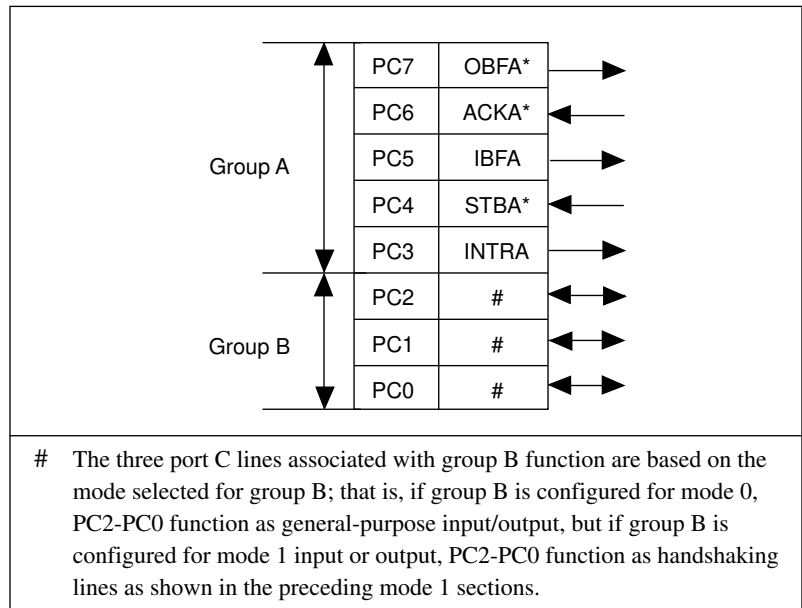 PC7 OBFA*
PC6 ACKA*
Group A PC5 IBFA
PC4 STBA*
PC3 INTRA
PC2 #
Group B PC1 #
PC0 #
# The three port C lines associated with group B function are based on the
mode selected for group B; that is, if group B is configured for mode 0,
PC2-PC0 function as general-purpose input/output, but if group B is
configured for mode 1 input or output, PC2-PC0 function as handshaking
lines as shown in the preceding mode 1 sections.